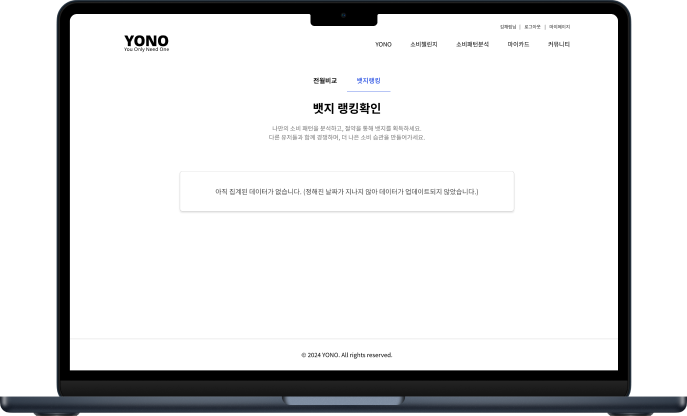 김채람님 | 로그아웃 | 마이페이지
YONO
You Only Need One
YONO 소비챌린지 소비패턴분석 마이카드 커뮤니티
전월비교 뱃지랭킹
뱃지 랭킹확인
나만의 소비 패턴을 분석하고, 절약을 통해 뱃지를 획득하세요.
다른 유저들과 함께 경쟁하며, 더 나은 소비 습관을 만들어가세요.
아직 집계된 데이터가 없습니다. (정해진 날짜가 지나지 않아 데이터가 업데이트되지 않았습니다.)
© 2024 YONO. All rights reserved.